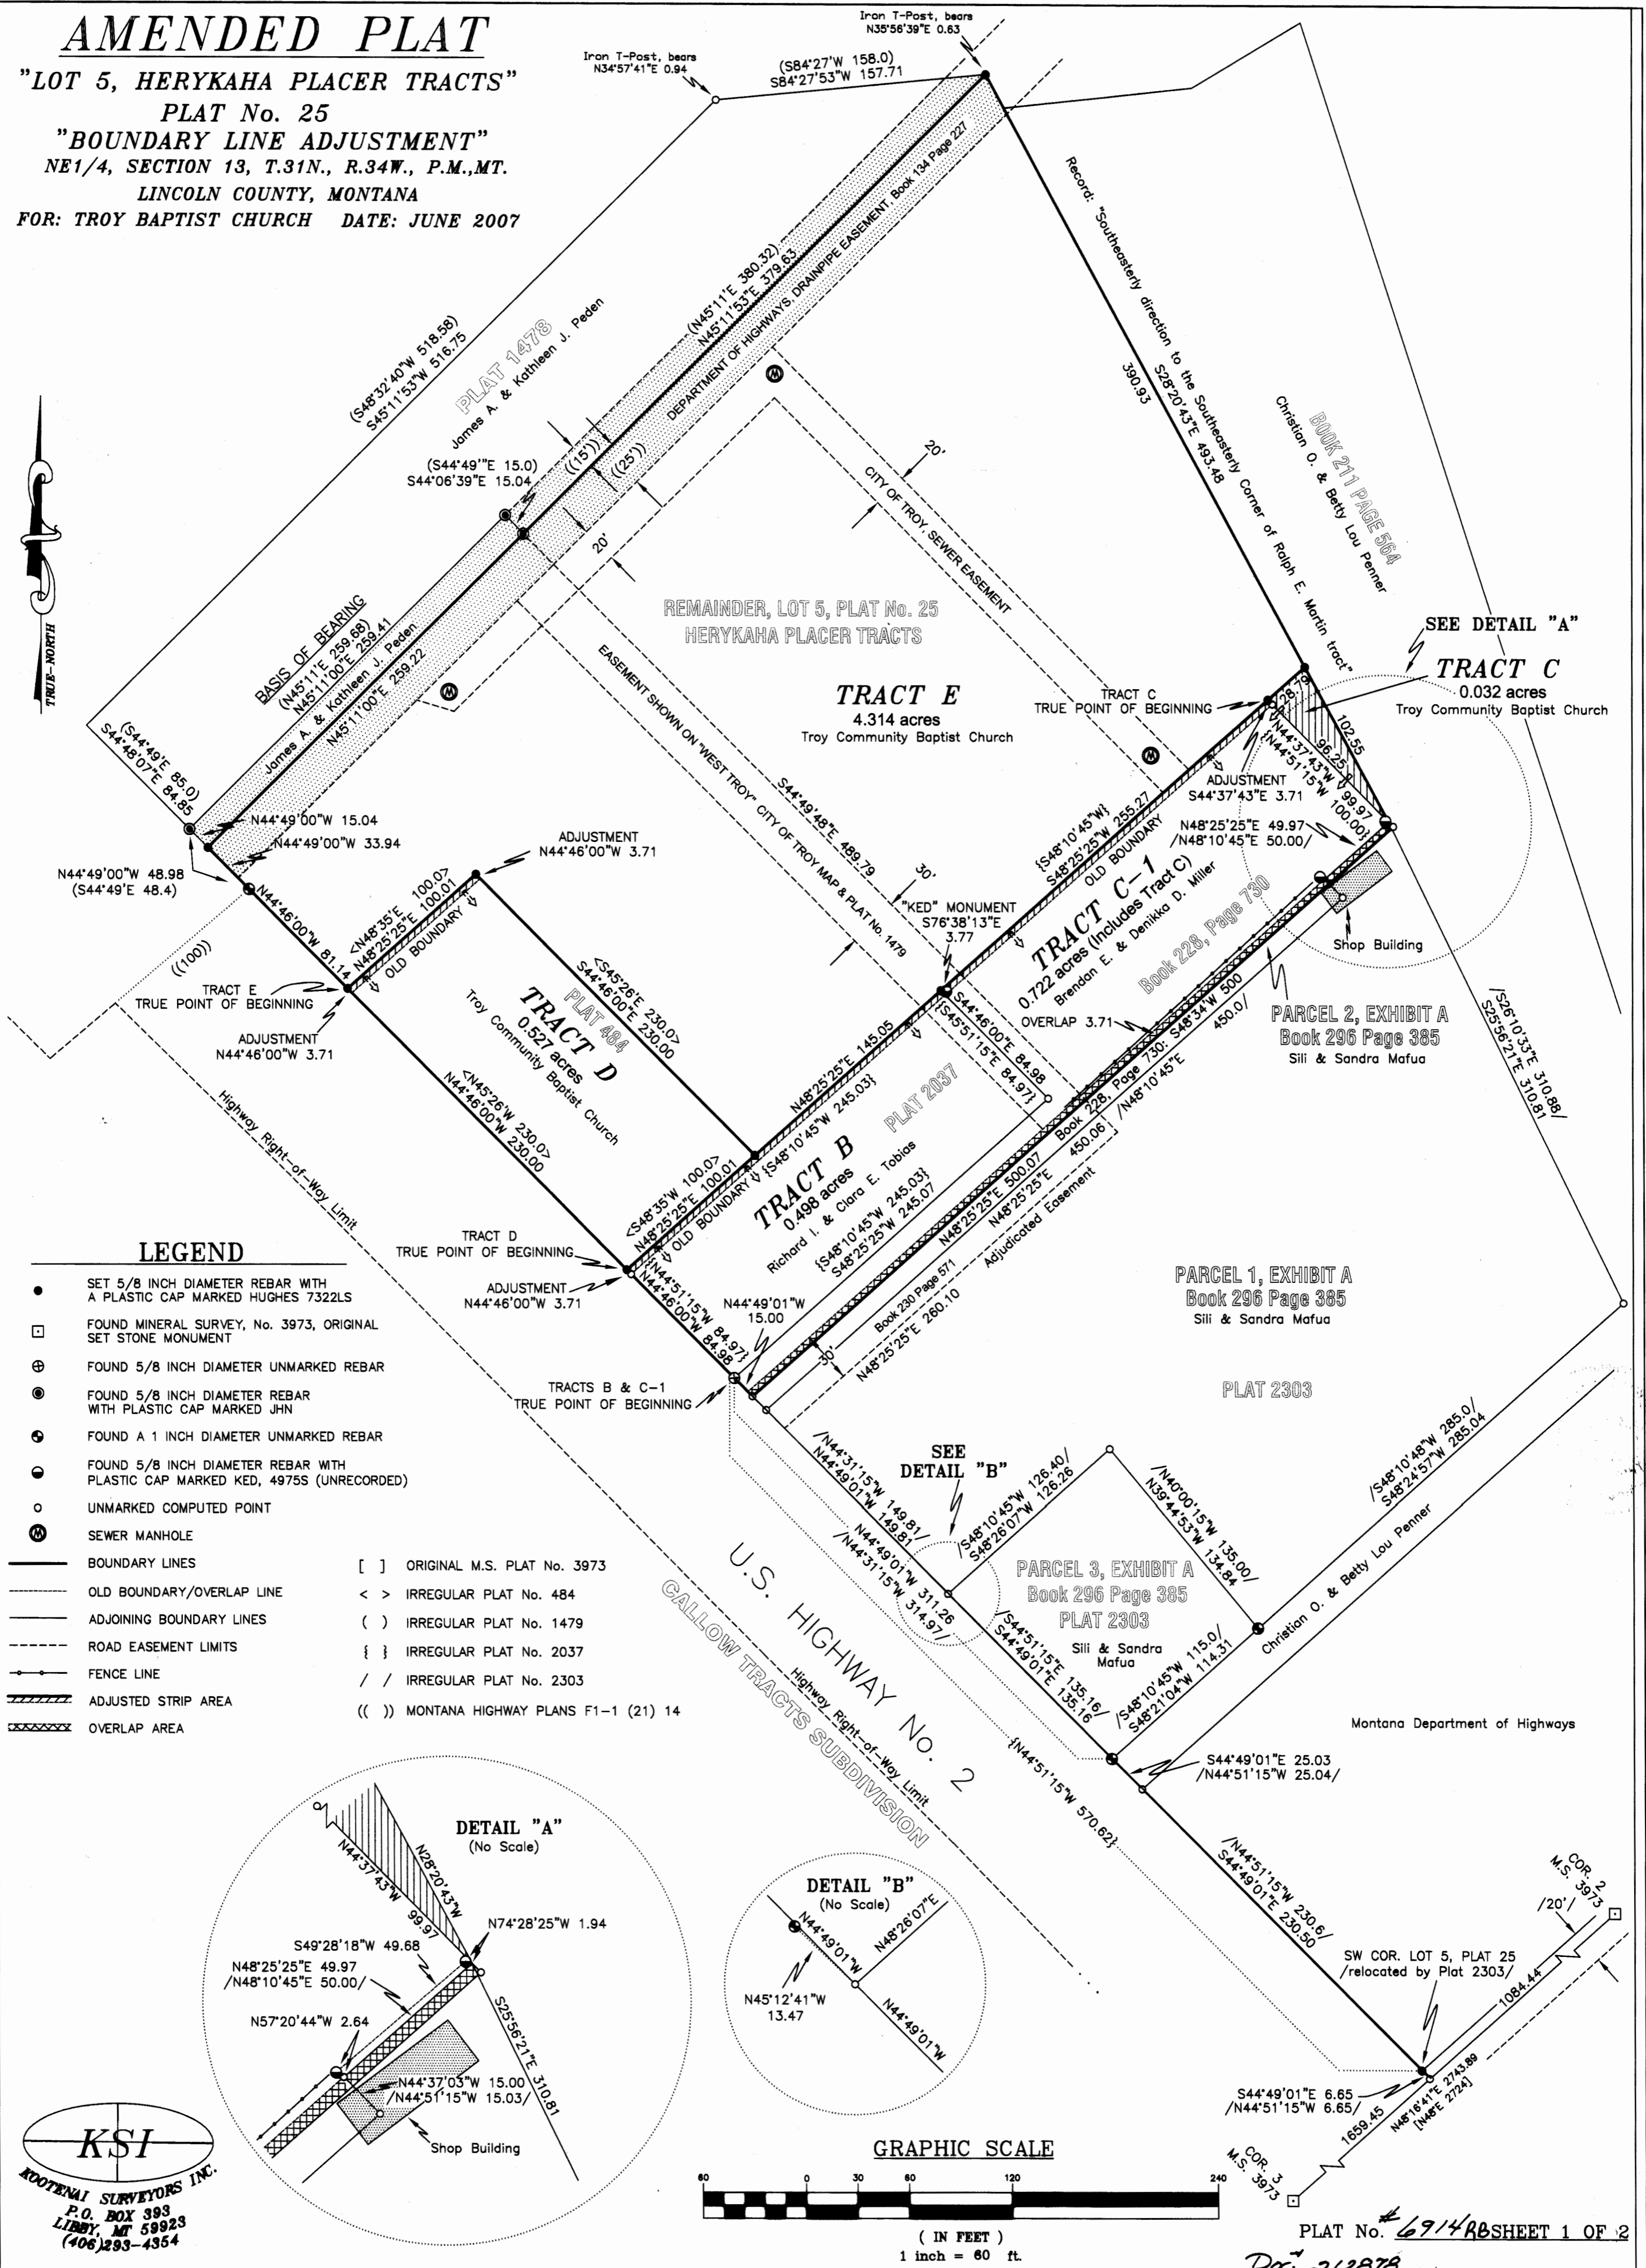 AMENDED PLAT
"LOT 5, HERYKAHA PLACER TRACTS"
PLAT No. 25
"BOUNDARY LINE ADJUSTMENT"
NE1/4, SECTION 13, T.31N., R.34W., P.M.,MT.
LINCOLN COUNTY, MONTANA
FOR: TROY BAPTIST CHURCH DATE: JUNE 2007
Iron T-Post, bears
N34°57'41"E 0.94
Iron T-Post, bears
N35°56'39"E 0.63
(S84°27'W 158.0)
S84°27'53"W 157.71
TRUE-NORTH
(S48°32'40"W 518.58)
S45°11'53"W 516.75
PLAT 1478
James A. & Kathleen J. Peden
(N45°11'E 380.32)
N45°11'53"E 379.63
DEPARTMENT OF HIGHWAYS, DRAINPIPE EASEMENT, Book 134 Page 227
(S44°49'"E 15.0)
S44°06'39"E 15.04
((15'))
((25'))
20'
20'
CITY OF TROY, SEWER EASEMENT
Record: "Southeasterly direction to the Southeasterly Corner of Ralph E. Martin tract"
S28°20'43"E 493.48
390.93
BOOK 211 PAGE 564
Christian O. & Betty Lou Penner
BASIS OF BEARING
(N45°11'E 259.68)
N45°11'00"E 259.41
James A. & Kathleen J. Peden
N45°11'00"E 259.22
REMAINDER, LOT 5, PLAT No. 25
HERYKAHA PLACER TRACTS
TRACT E
4.314 acres
Troy Community Baptist Church
EASEMENT SHOWN ON "WEST TROY" CITY OF TROY MAP & PLAT No. 1479
S44°49'48"E 489.79
30'
SEE DETAIL "A"
TRACT C
0.032 acres
Troy Community Baptist Church
TRACT C
TRUE POINT OF BEGINNING
28.79
102.55
96.25
N44°37'43"W 99.97
{N44°51'15"W 100.00}
ADJUSTMENT
S44°37'43"E 3.71
N48°25'25"E 49.97
/N48°10'45"E 50.00/
Shop Building
(S44°49'E 85.0)
S44°48'07"E 84.85
N44°49'00"W 15.04
N44°49'00"W 33.94
N44°49'00"W 48.98
(S44°49'E 48.4)
N44°46'00"W 81.14
ADJUSTMENT
N44°46'00"W 3.71
<N48°35'E 100.0>
N48°25'25"E 100.01
OLD BOUNDARY
((100))
TRACT E
TRUE POINT OF BEGINNING
ADJUSTMENT
N44°46'00"W 3.71
<S45°26'E 230.0>
S44°46'00"E 230.00
PLAT 484
TRACT D
0.527 acres
Troy Community Baptist Church
<N45°26'W 230.0>
N44°46'00"W 230.00
Highway Right-of-Way Limit
{S48°10'45"W}
S48°25'25"W 255.27
OLD BOUNDARY
TRACT C-1
0.722 acres (Includes Tract C)
Brendan E. & Denikka D. Miller
Book 228, Page 730
"KED" MONUMENT
S76°38'13"E
3.77
S44°46'00"E 84.98
{S45°51'15"E 84.97}
OVERLAP 3.71
Book 228, Page 730: S48°34'W 500
/N48°10'45"E 450.0/
PARCEL 2, EXHIBIT A
Book 296 Page 385
Sili & Sandra Mafua
/S26°10'33"E 310.88/
S25°56'21"E 310.81
N48°25'25"E 145.05
{S48°10'45"W 245.03}
PLAT 2037
TRACT B
0.498 acres
Richard I. & Clara E. Tobias
{S48°10'45"W 245.03}
S48°25'25"W 245.07
<S48°35'W 100.0>
N48°25'25"E 100.01
OLD BOUNDARY
N48°25'25"E 500.07
N48°25'25"E 450.06
Adjudicated Easement
Book 230 Page 571
N48°25'25"E 260.10
30'
TRACT D
TRUE POINT OF BEGINNING
ADJUSTMENT
N44°46'00"W 3.71
{N44°51'15"W 84.97}
N44°46'00"W 84.98
N44°49'01"W
15.00
TRACTS B & C-1
TRUE POINT OF BEGINNING
PARCEL 1, EXHIBIT A
Book 296 Page 385
Sili & Sandra Mafua
PLAT 2303
LEGEND
SET 5/8 INCH DIAMETER REBAR WITH
A PLASTIC CAP MARKED HUGHES 7322LS
FOUND MINERAL SURVEY, No. 3973, ORIGINAL
SET STONE MONUMENT
FOUND 5/8 INCH DIAMETER UNMARKED REBAR
FOUND 5/8 INCH DIAMETER REBAR
WITH PLASTIC CAP MARKED JHN
FOUND A 1 INCH DIAMETER UNMARKED REBAR
FOUND 5/8 INCH DIAMETER REBAR WITH
PLASTIC CAP MARKED KED, 4975S (UNRECORDED)
UNMARKED COMPUTED POINT
SEWER MANHOLE
BOUNDARY LINES
OLD BOUNDARY/OVERLAP LINE
ADJOINING BOUNDARY LINES
ROAD EASEMENT LIMITS
FENCE LINE
ADJUSTED STRIP AREA
OVERLAP AREA
[ ] ORIGINAL M.S. PLAT No. 3973
< > IRREGULAR PLAT No. 484
( ) IRREGULAR PLAT No. 1479
{ } IRREGULAR PLAT No. 2037
/ / IRREGULAR PLAT No. 2303
(( )) MONTANA HIGHWAY PLANS F1-1 (21) 14
/N44°31'15"W 149.81/
N44°49'01"W 149.81
SEE
DETAIL "B"
N44°49'01"W 311.26
/N44°31'15"W 314.97/
/S48°10'45"W 126.40/
S48°26'07"W 126.26
/N40°00'15"W 135.00/
N39°44'53"W 134.84
PARCEL 3, EXHIBIT A
Book 296 Page 385
PLAT 2303
Sili & Sandra
Mafua
/S44°51'15"E 135.16/
S44°49'01"E 135.16
/S48°10'45"W 115.0/
S48°21'04"W 114.31
/S48°10'48"W 285.0/
S48°24'57"W 285.04
Christian O. & Betty Lou Penner
Montana Department of Highways
U.S. HIGHWAY No. 2
Highway Right-of-Way Limit
CALLOW TRACTS SUBDIVISION
S44°49'01"E 25.03
/N44°51'15"W 25.04/
{N44°51'15"W 570.62}
/N44°51'15"W 230.6/
S44°49'01"E 230.50
COR. 2
M.S. 3973
/20'/
SW COR. LOT 5, PLAT 25
/relocated by Plat 2303/
1084.44
S44°49'01"E 6.65
/N44°51'15"W 6.65/
N48°16'41"E 2743.89
[N48°E 2724]
1659.45
COR. 3
M.S. 3973
DETAIL "A"
(No Scale)
N28°20'43"W
N44°37'43"W
99.97
N74°28'25"W 1.94
S49°28'18"W 49.68
N48°25'25"E 49.97
/N48°10'45"E 50.00/
N57°20'44"W 2.64
S25°56'21"E 310.81
N44°37'03"W 15.00
/N44°51'15"W 15.03/
Shop Building
DETAIL "B"
(No Scale)
N44°49'01"W
N48°26'07"E
N45°12'41"W
13.47
N44°49'01"W
KSI
KOOTENAI SURVEYORS INC.
P.O. BOX 393
LIBBY, MT 59923
(406)293-4354
GRAPHIC SCALE
60 0 30 60 120 240
( IN FEET )
1 inch = 60 ft.
PLAT No. # 6914RB SHEET 1 OF 2